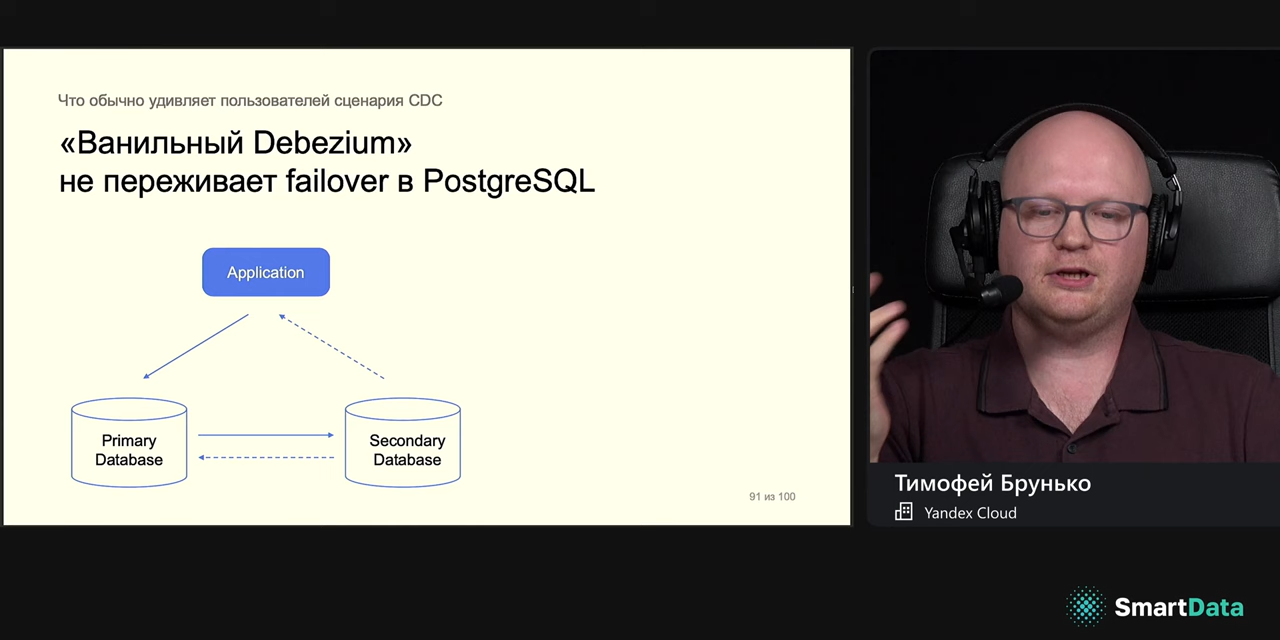 Что обычно удивляет пользователей сценария CDC
«Ванильный Debezium»
не переживает failover в PostgreSQL
Application
Primary
Database
Secondary
Database
91 из 100
Тимофей Брунько
Yandex Cloud
SmartData